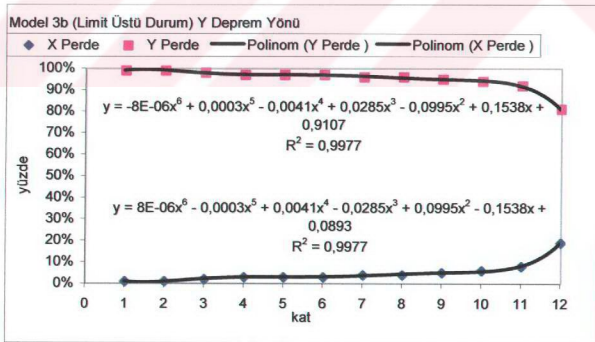 Model 3b (Limit Üstü Durum) Y Deprem Yönü
X Perde Y Perde Polinom (Y Perde ) Polinom (X Perde )
100%
90%
80%
70%
60%
50%
40%
30%
20%
10%
0%
yüzde
y = -8E-06x⁶ + 0,0003x⁵ - 0,0041x⁴ + 0,0285x³ - 0,0995x² + 0,1538x +
0,9107
R² = 0,9977
y = 8E-06x⁶ - 0,0003x⁵ + 0,0041x⁴ - 0,0285x³ + 0,0995x² - 0,1538x +
0,0893
R² = 0,9977
0 1 2 3 4 5 6 7 8 9 10 11 12
kat